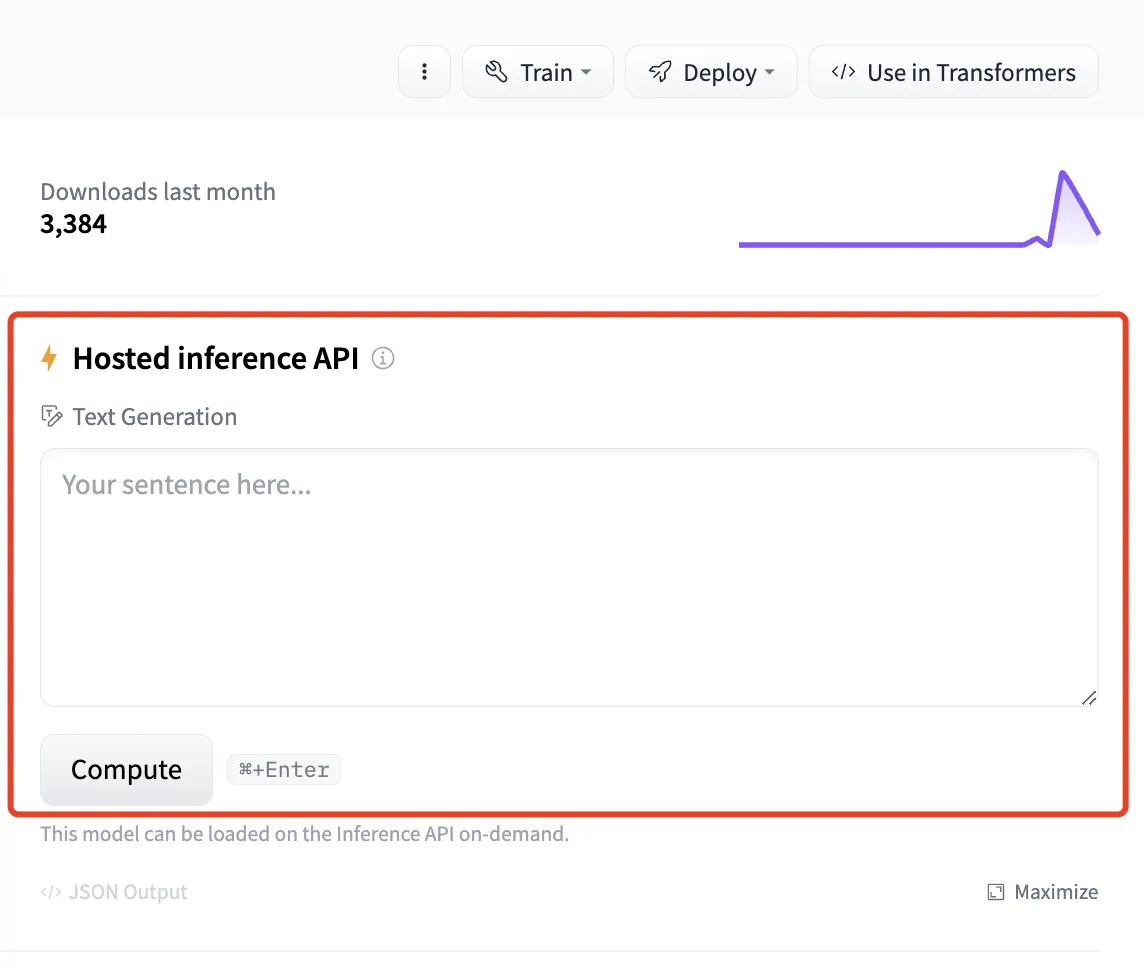 Train
Deploy
</> Use in Transformers
Downloads last month
3,384
Hosted inference API
Text Generation
Your sentence here...
Compute
⌘+Enter
This model can be loaded on the Inference API on-demand.
</> JSON Output
Maximize